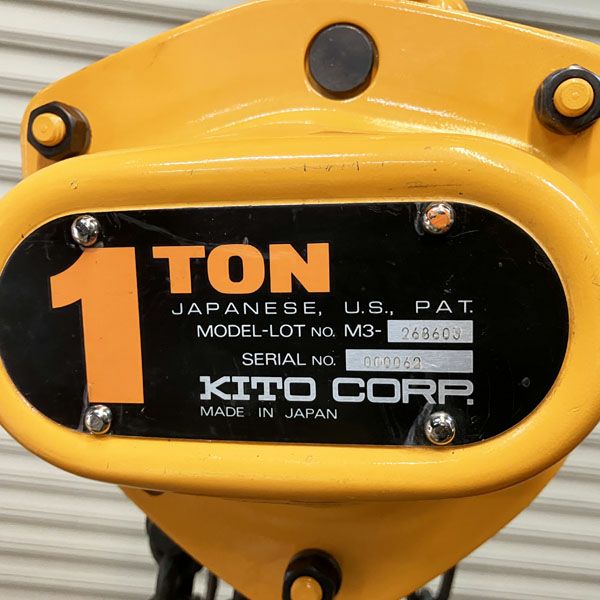 1 TON
JAPANESE, U.S., PAT.
MODEL-LOT NO. M3- 268603
SERIAL NO. 000062
KITO CORP.
MADE IN JAPAN